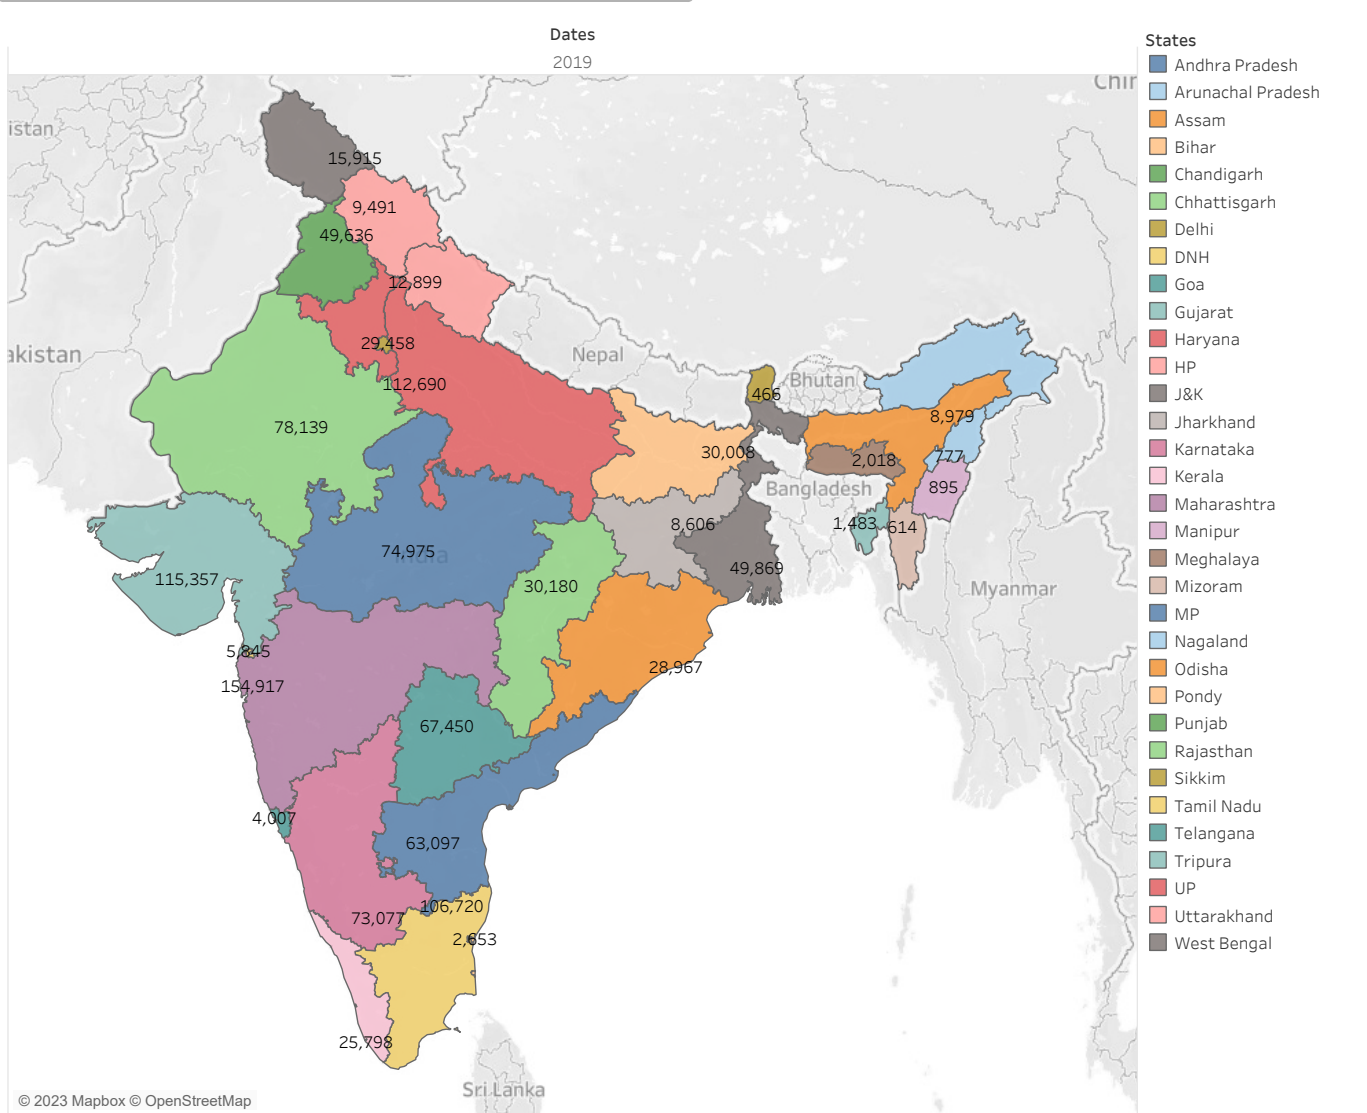 Dates
2019
States
Andhra Pradesh
Arunachal Pradesh
Assam
Bihar
Chandigarh
Chhattisgarh
Delhi
DNH
Goa
Gujarat
Haryana
HP
J&K
Jharkhand
Karnataka
Kerala
Maharashtra
Manipur
Meghalaya
Mizoram
MP
Nagaland
Odisha
Pondy
Punjab
Rajasthan
Sikkim
Tamil Nadu
Telangana
Tripura
UP
Uttarakhand
West Bengal
Chir
istan
15,915
9,491
49,636
12,899
29,458
akistan
Nepal
112,690
Bhutan
466
78,139
8,979
30,008
777
2,018
895
Bangladesh
8,606
1,483
614
74,975
India
49,869
115,357
30,180
Myanmar
5,845
28,967
154,917
67,450
4,007
63,097
106,720
73,077
2,653
25,798
Sri Lanka
© 2023 Mapbox © OpenStreetMap